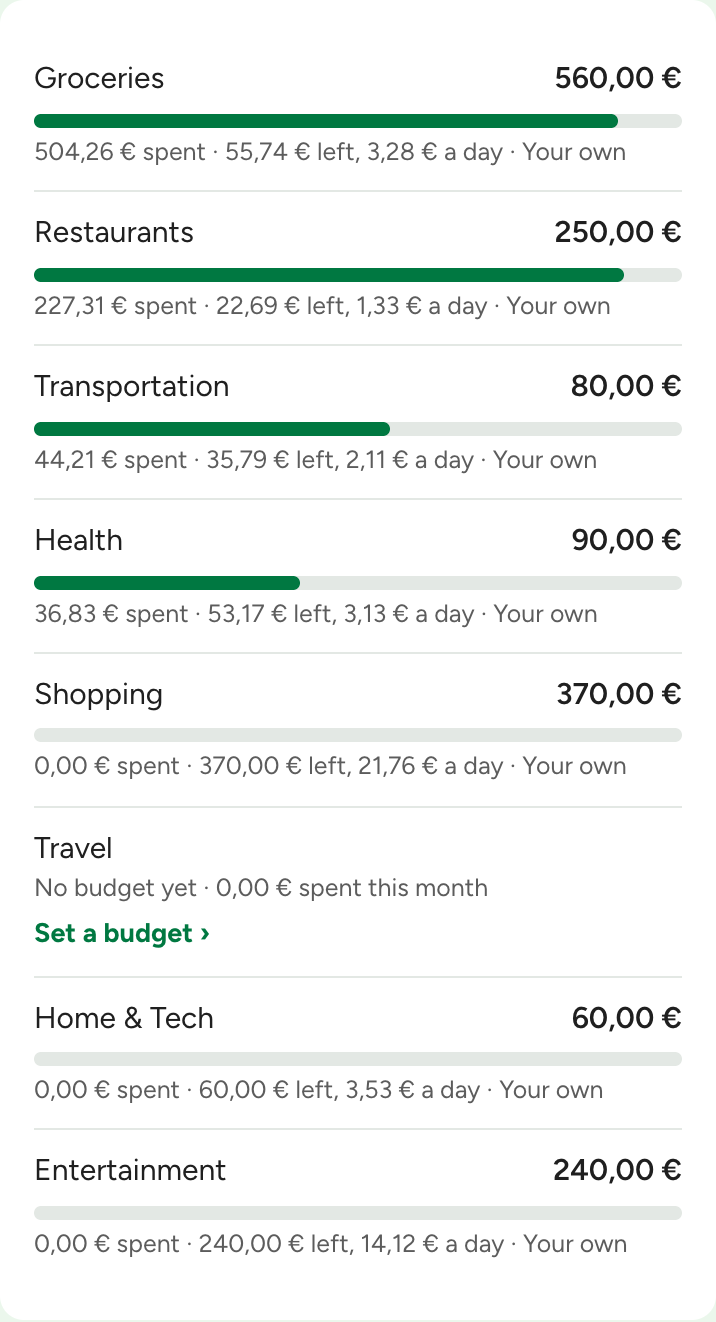 Groceries 560,00 €
504,26 € spent · 55,74 € left, 3,28 € a day · Your own
Restaurants 250,00 €
227,31 € spent · 22,69 € left, 1,33 € a day · Your own
Transportation 80,00 €
44,21 € spent · 35,79 € left, 2,11 € a day · Your own
Health 90,00 €
36,83 € spent · 53,17 € left, 3,13 € a day · Your own
Shopping 370,00 €
0,00 € spent · 370,00 € left, 21,76 € a day · Your own
Travel
No budget yet · 0,00 € spent this month
Set a budget ›
Home & Tech 60,00 €
0,00 € spent · 60,00 € left, 3,53 € a day · Your own
Entertainment 240,00 €
0,00 € spent · 240,00 € left, 14,12 € a day · Your own